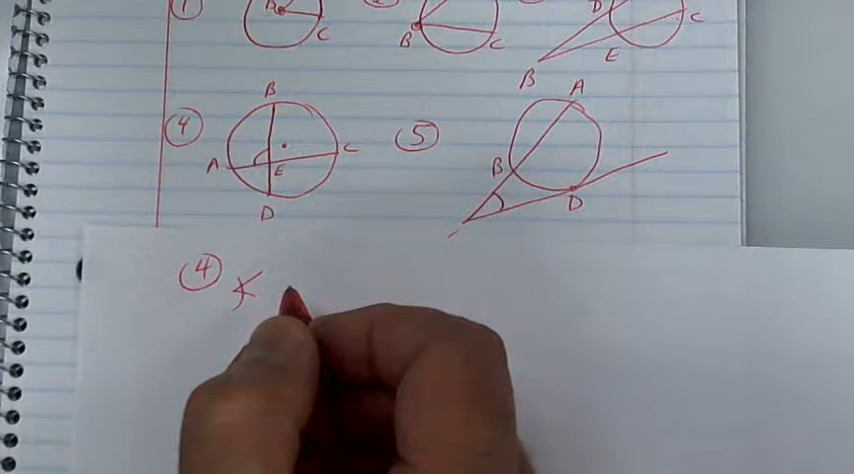 ① B C
B C
D C E B
④ B A C E D
⑤ A B D
④ ∡